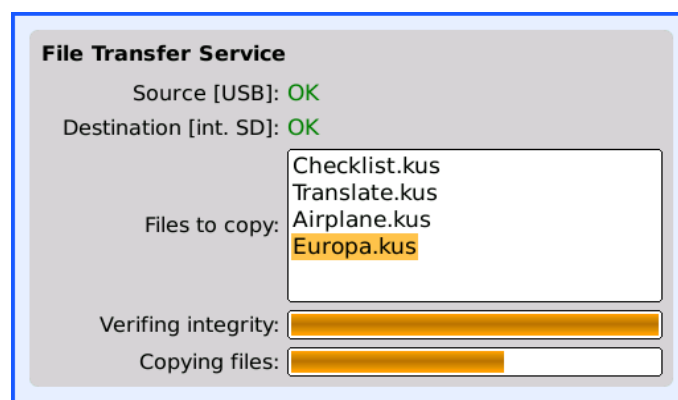 File Transfer Service
Source [USB]: OK
Destination [int. SD]: OK
Files to copy:
Checklist.kus
Translate.kus
Airplane.kus
Europa.kus
Verifing integrity:
Copying files: